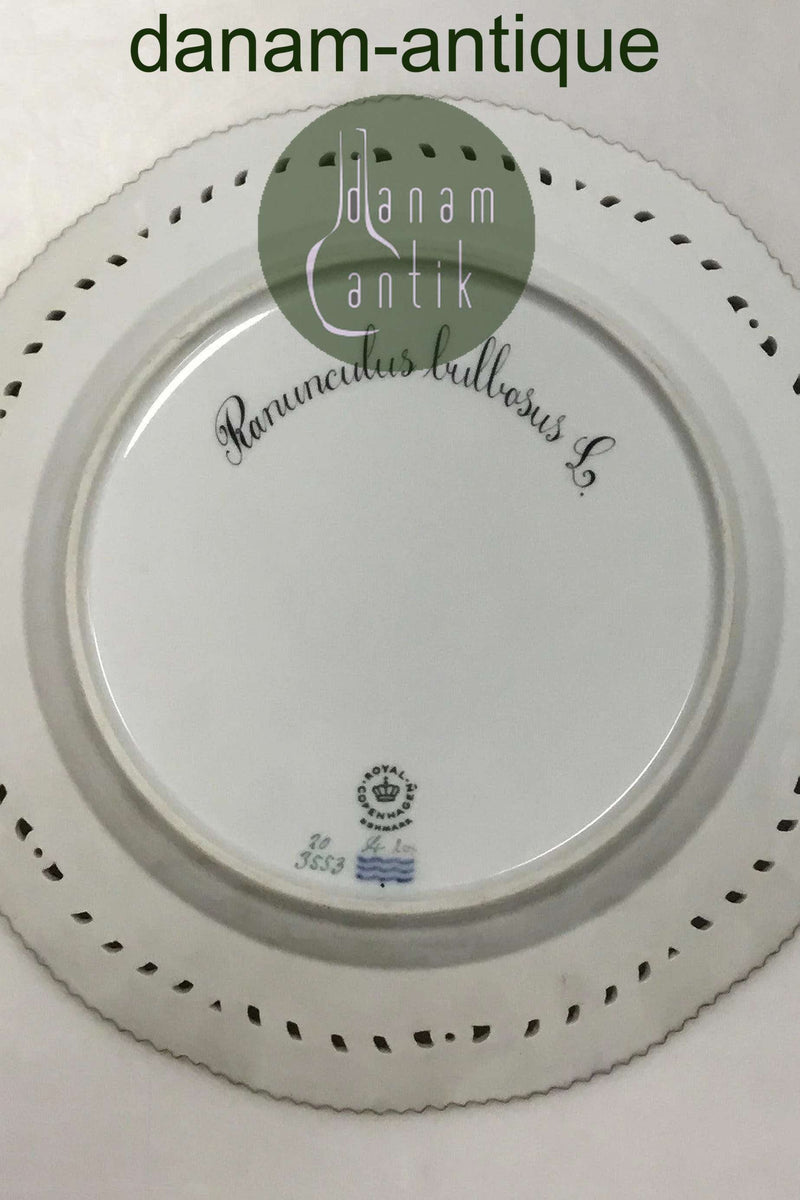 danam-antique
danam
antik
Ranunculus bulbosus L.
ROYAL
COPENHAGEN
DENMARK
20
3553